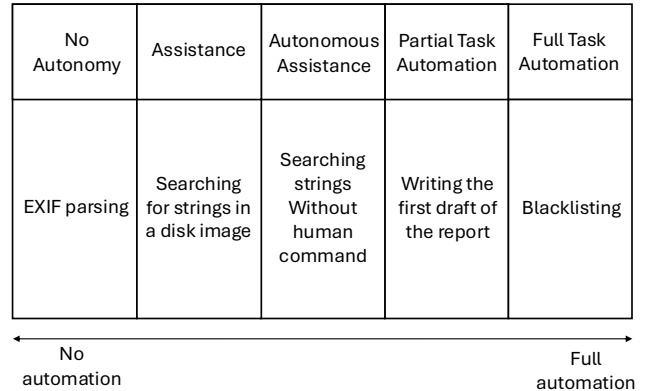 No
Autonomy
Assistance
Autonomous
Assistance
Partial Task
Automation
Full Task
Automation
EXIF parsing
Searching
for strings in
a disk image
Searching
strings
Without
human
command
Writing the
first draft of
the report
Blacklisting
No
automation
Full
automation